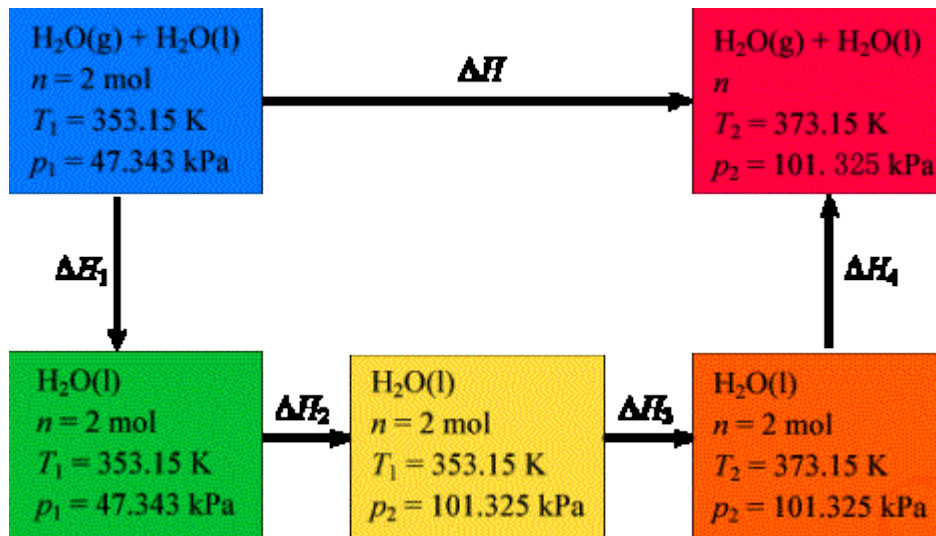 H₂O(g) + H₂O(l)
n = 2 mol
T₁ = 353.15 K
p₁ = 47.343 kPa
ΔH
H₂O(g) + H₂O(l)
n
T₂ = 373.15 K
p₂ = 101. 325 kPa
ΔH₁
ΔH₄
H₂O(l)
n = 2 mol
T₁ = 353.15 K
p₁ = 47.343 kPa
ΔH₂
H₂O(l)
n = 2 mol
T₁ = 353.15 K
p₂ = 101.325 kPa
ΔH₃
H₂O(l)
n = 2 mol
T₂ = 373.15 K
p₂ = 101.325 kPa